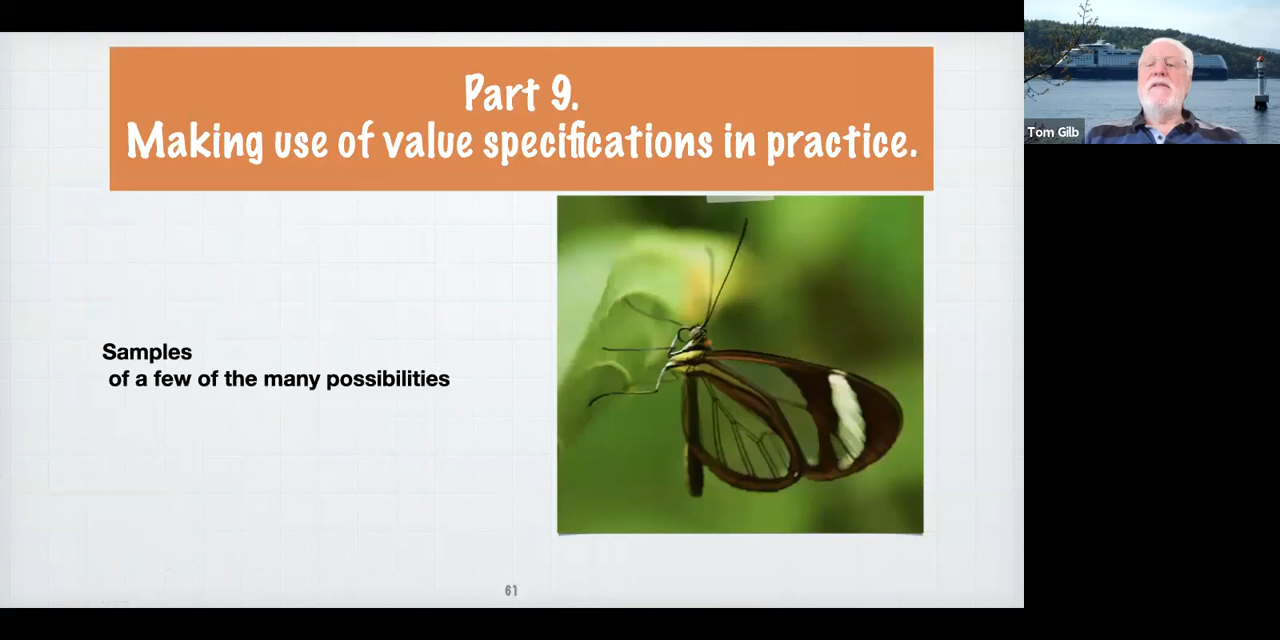 Part 9.
Making use of value specifications in practice.
Tom Gilb
Samples
of a few of the many possibilities
61